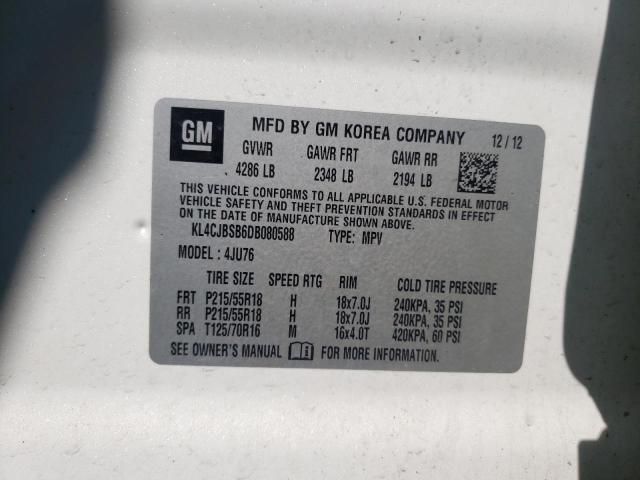 GM MFD BY GM KOREA COMPANY 12/12
GVWR GAWR FRT GAWR RR
4286 LB 2348 LB 2194 LB
THIS VEHICLE CONFORMS TO ALL APPLICABLE U.S. FEDERAL MOTOR
VEHICLE SAFETY AND THEFT PREVENTION STANDARDS IN EFFECT
ON THE DATE OF MANUFACTURE SHOWN ABOVE.
KL4CJBSB6DB080588 TYPE: MPV
MODEL: 4JU76
TIRE SIZE SPEED RTG RIM COLD TIRE PRESSURE
FRT P215/55R18 H 18x7.0J 240KPA, 35 PSI
RR P215/55R18 H 18x7.0J 240KPA, 35 PSI
SPA T125/70R16 M 16x4.0T 420KPA, 60 PSI
SEE OWNER'S MANUAL FOR MORE INFORMATION.